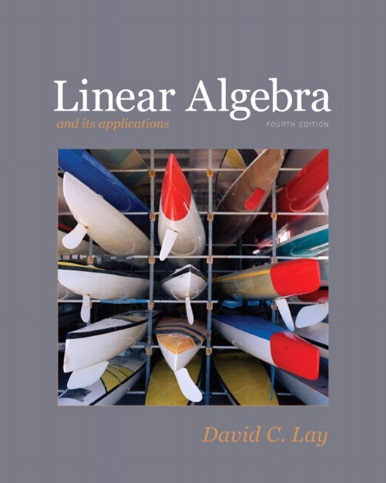 Linear Algebra
and its applications
FOURTH EDITION
David C. Lay